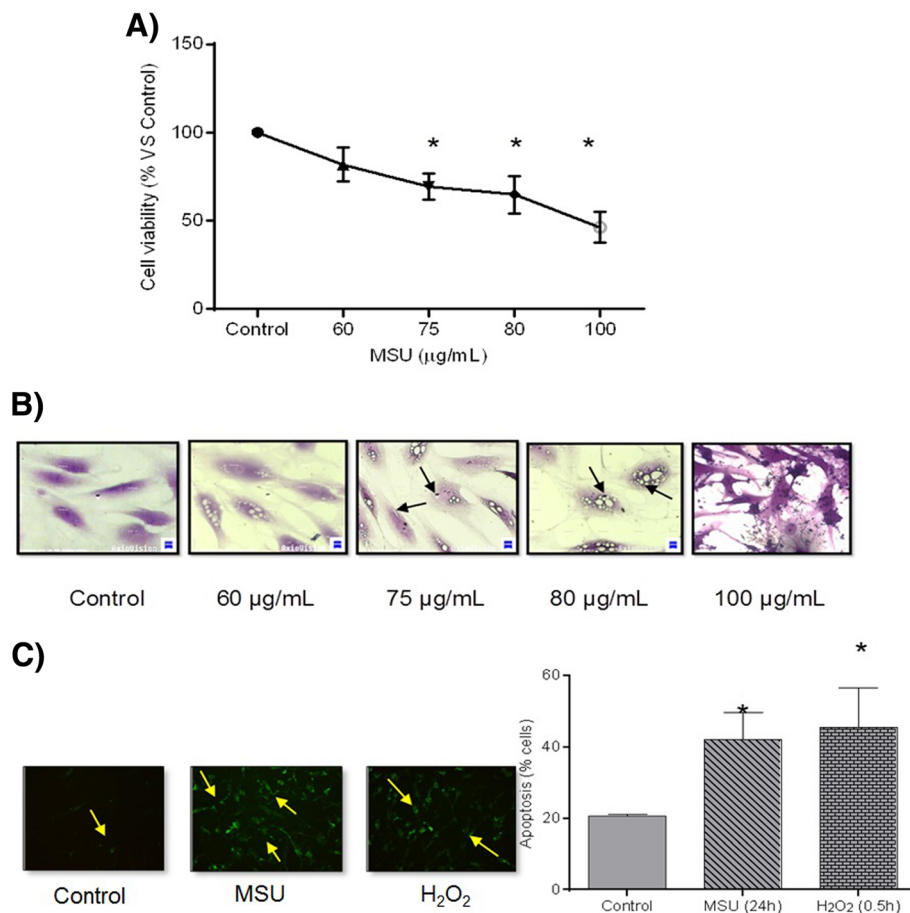 A)
150
100
50
0
Cell viability (% VS Control)
* * *
Control 60 75 80 100
MSU (µg/mL)
B)
Control 60 µg/mL 75 µg/mL 80 µg/mL 100 µg/mL
C)
Control MSU H₂O₂
*
*
60
40
20
0
Apoptosis (% cells)
Control MSU (24h) H₂O₂ (0.5h)